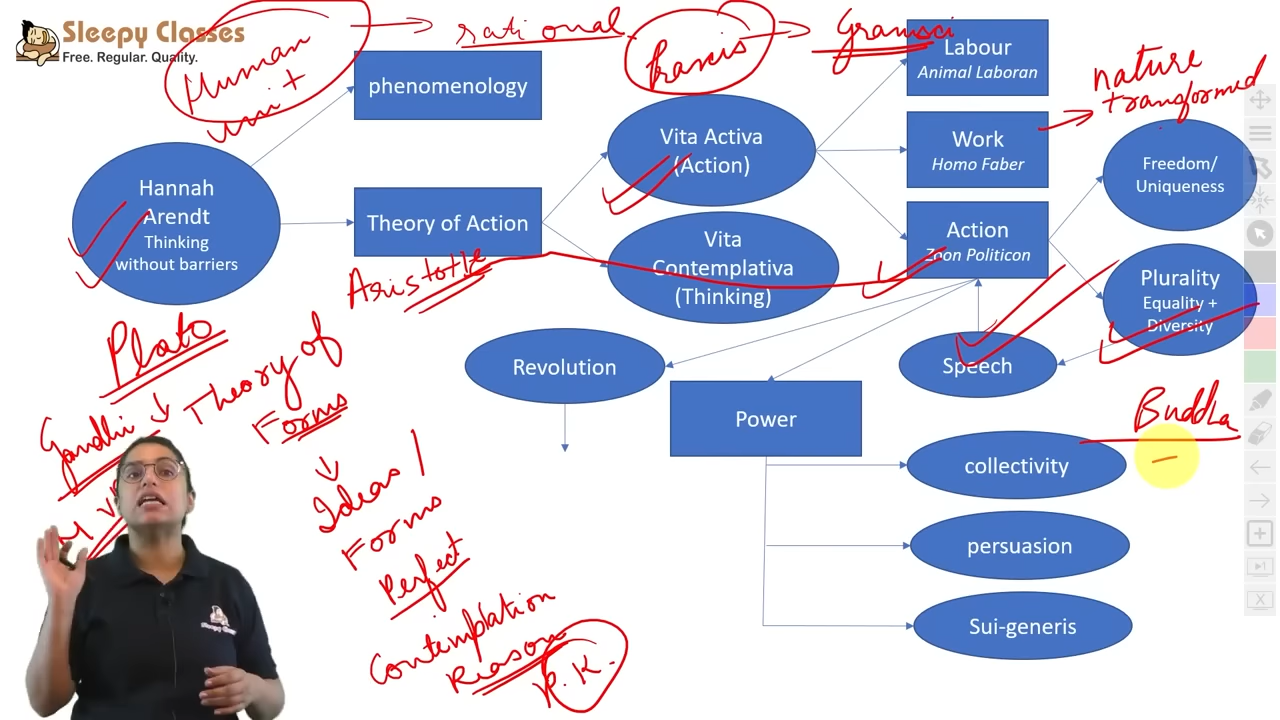 Sleepy Classes
Free. Regular. Quality.
Human
rational
Praxis
Gramsci
phenomenology
Vita Activa
(Action)
Labour
Animal Laboran
nature
transformed
Work
Homo Faber
Hannah
Arendt
Thinking
without barriers
Theory of Action
Vita
Contemplativa
(Thinking)
Action
Zoon Politicon
Freedom/
Uniqueness
Plurality
Equality +
Diversity
Aristotle
Plato
Theory of
Forms
Gandhi
Revolution
Speech
Power
Buddha
Ideas /
Forms
Perfect
Contemplation
Reason
P.K.
collectivity
persuasion
Sui-generis
Sleepy Classes